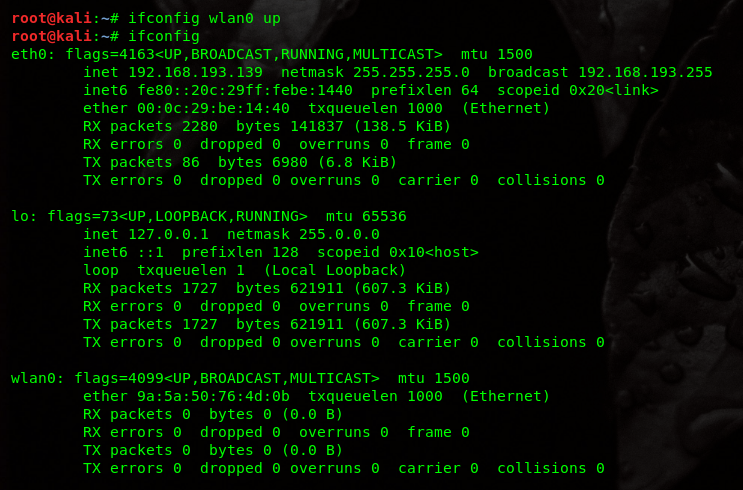 root@kali:~# ifconfig wlan0 up
root@kali:~# ifconfig
eth0: flags=4163<UP,BROADCAST,RUNNING,MULTICAST>  mtu 1500
        inet 192.168.193.139  netmask 255.255.255.0  broadcast 192.168.193.255
        inet6 fe80::20c:29ff:febe:1440  prefixlen 64  scopeid 0x20<link>
        ether 00:0c:29:be:14:40  txqueuelen 1000  (Ethernet)
        RX packets 2280  bytes 141837 (138.5 KiB)
        RX errors 0  dropped 0  overruns 0  frame 0
        TX packets 86  bytes 6980 (6.8 KiB)
        TX errors 0  dropped 0 overruns 0  carrier 0  collisions 0

lo: flags=73<UP,LOOPBACK,RUNNING>  mtu 65536
        inet 127.0.0.1  netmask 255.0.0.0
        inet6 ::1  prefixlen 128  scopeid 0x10<host>
        loop  txqueuelen 1  (Local Loopback)
        RX packets 1727  bytes 621911 (607.3 KiB)
        RX errors 0  dropped 0  overruns 0  frame 0
        TX packets 1727  bytes 621911 (607.3 KiB)
        TX errors 0  dropped 0 overruns 0  carrier 0  collisions 0

wlan0: flags=4099<UP,BROADCAST,MULTICAST>  mtu 1500
        ether 9a:5a:50:76:4d:0b  txqueuelen 1000  (Ethernet)
        RX packets 0  bytes 0 (0.0 B)
        RX errors 0  dropped 0  overruns 0  frame 0
        TX packets 0  bytes 0 (0.0 B)
        TX errors 0  dropped 0 overruns 0  carrier 0  collisions 0